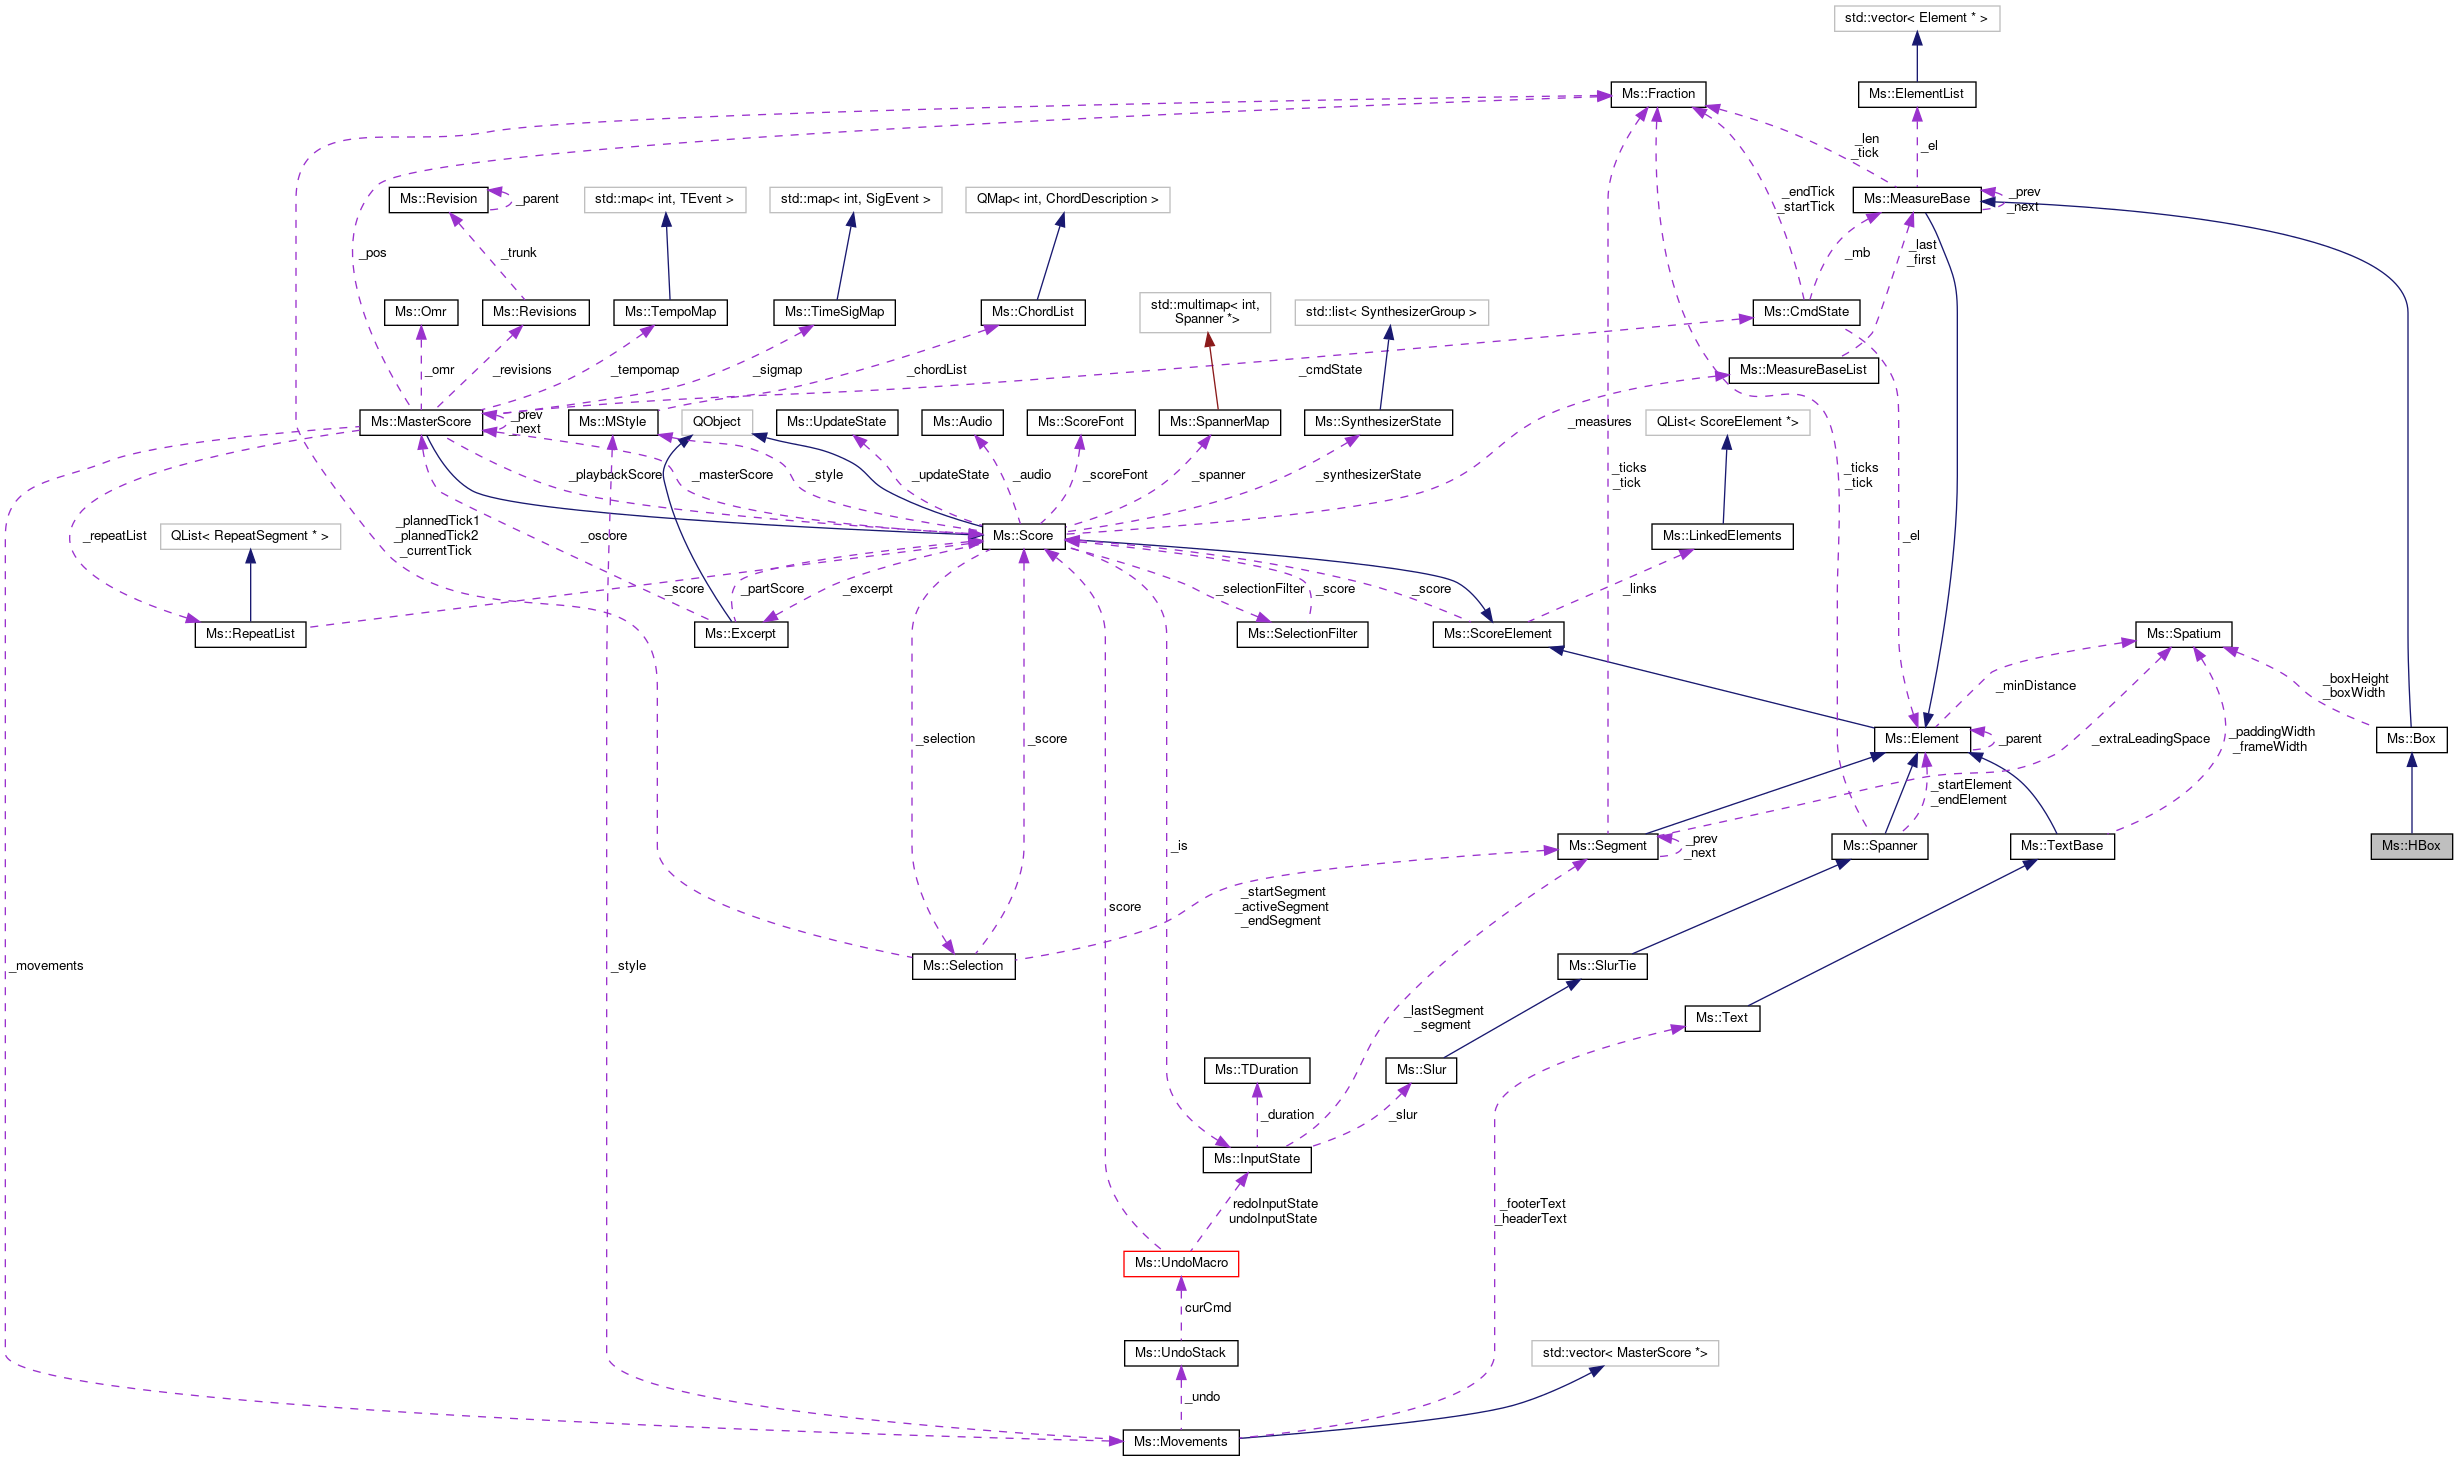 std::vector< Element * >
Ms::Fraction
Ms::ElementList
_len
_tick
_el
Ms::Revision
_parent
std::map< int, TEvent >
std::map< int, SigEvent >
QMap< int, ChordDescription >
_endTick
_startTick
Ms::MeasureBase
_prev
_next
_pos
_trunk
_mb
_last
_first
Ms::Omr
Ms::Revisions
Ms::TempoMap
Ms::TimeSigMap
Ms::ChordList
std::multimap< int,
Spanner *>
std::list< SynthesizerGroup >
Ms::CmdState
_omr
_revisions
_tempomap
_sigmap
_chordList
_cmdState
Ms::MeasureBaseList
Ms::MasterScore
_prev
_next
Ms::MStyle
QObject
Ms::UpdateState
Ms::Audio
Ms::ScoreFont
Ms::SpannerMap
Ms::SynthesizerState
_measures
QList< ScoreElement *>
_playbackScore
_masterScore
_style
_updateState
_audio
_scoreFont
_spanner
_synthesizerState
_ticks
_tick
_ticks
_tick
_repeatList
QList< RepeatSegment * >
_plannedTick1
_plannedTick2
_currentTick
_oscore
Ms::Score
Ms::LinkedElements
_el
_score
_partScore
_excerpt
_selectionFilter
_score
_score
_links
Ms::RepeatList
Ms::Excerpt
Ms::SelectionFilter
Ms::ScoreElement
Ms::Spatium
_minDistance
_boxHeight
_boxWidth
_selection
_score
Ms::Element
_parent
_extraLeadingSpace
_paddingWidth
_frameWidth
Ms::Box
_startElement
_endElement
_is
Ms::Segment
_prev
_next
Ms::Spanner
Ms::TextBase
Ms::HBox
score
_startSegment
_activeSegment
_endSegment
_movements
_style
Ms::Selection
Ms::SlurTie
_lastSegment
_segment
Ms::Text
Ms::TDuration
Ms::Slur
_duration
_slur
Ms::InputState
redoInputState
undoInputState
_footerText
_headerText
Ms::UndoMacro
curCmd
Ms::UndoStack
std::vector< MasterScore *>
_undo
Ms::Movements